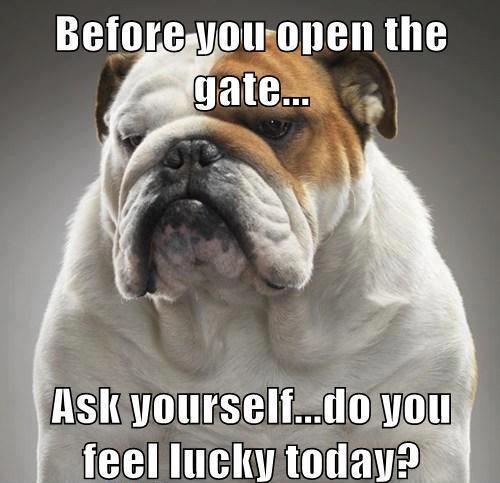 Before you open the
gate...
Ask yourself...do you
feel lucky today?